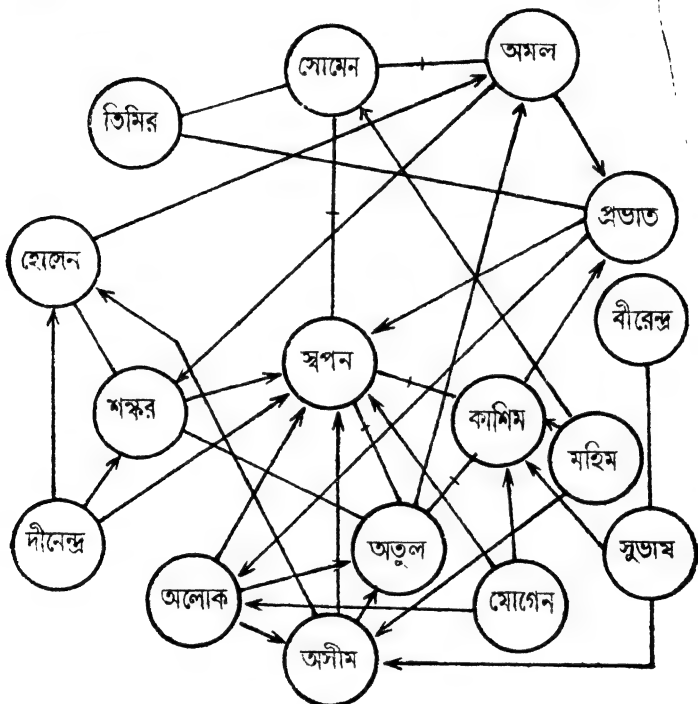 সোমেন
অমল
তিমির
প্রভাত
হোসেন
বীরেন্দ্র
স্বপন
শঙ্কর
কাশিম
মহিম
দীনেন্দ্র
অতুল
সুভাষ
অলোক
যোগেন
অসীম